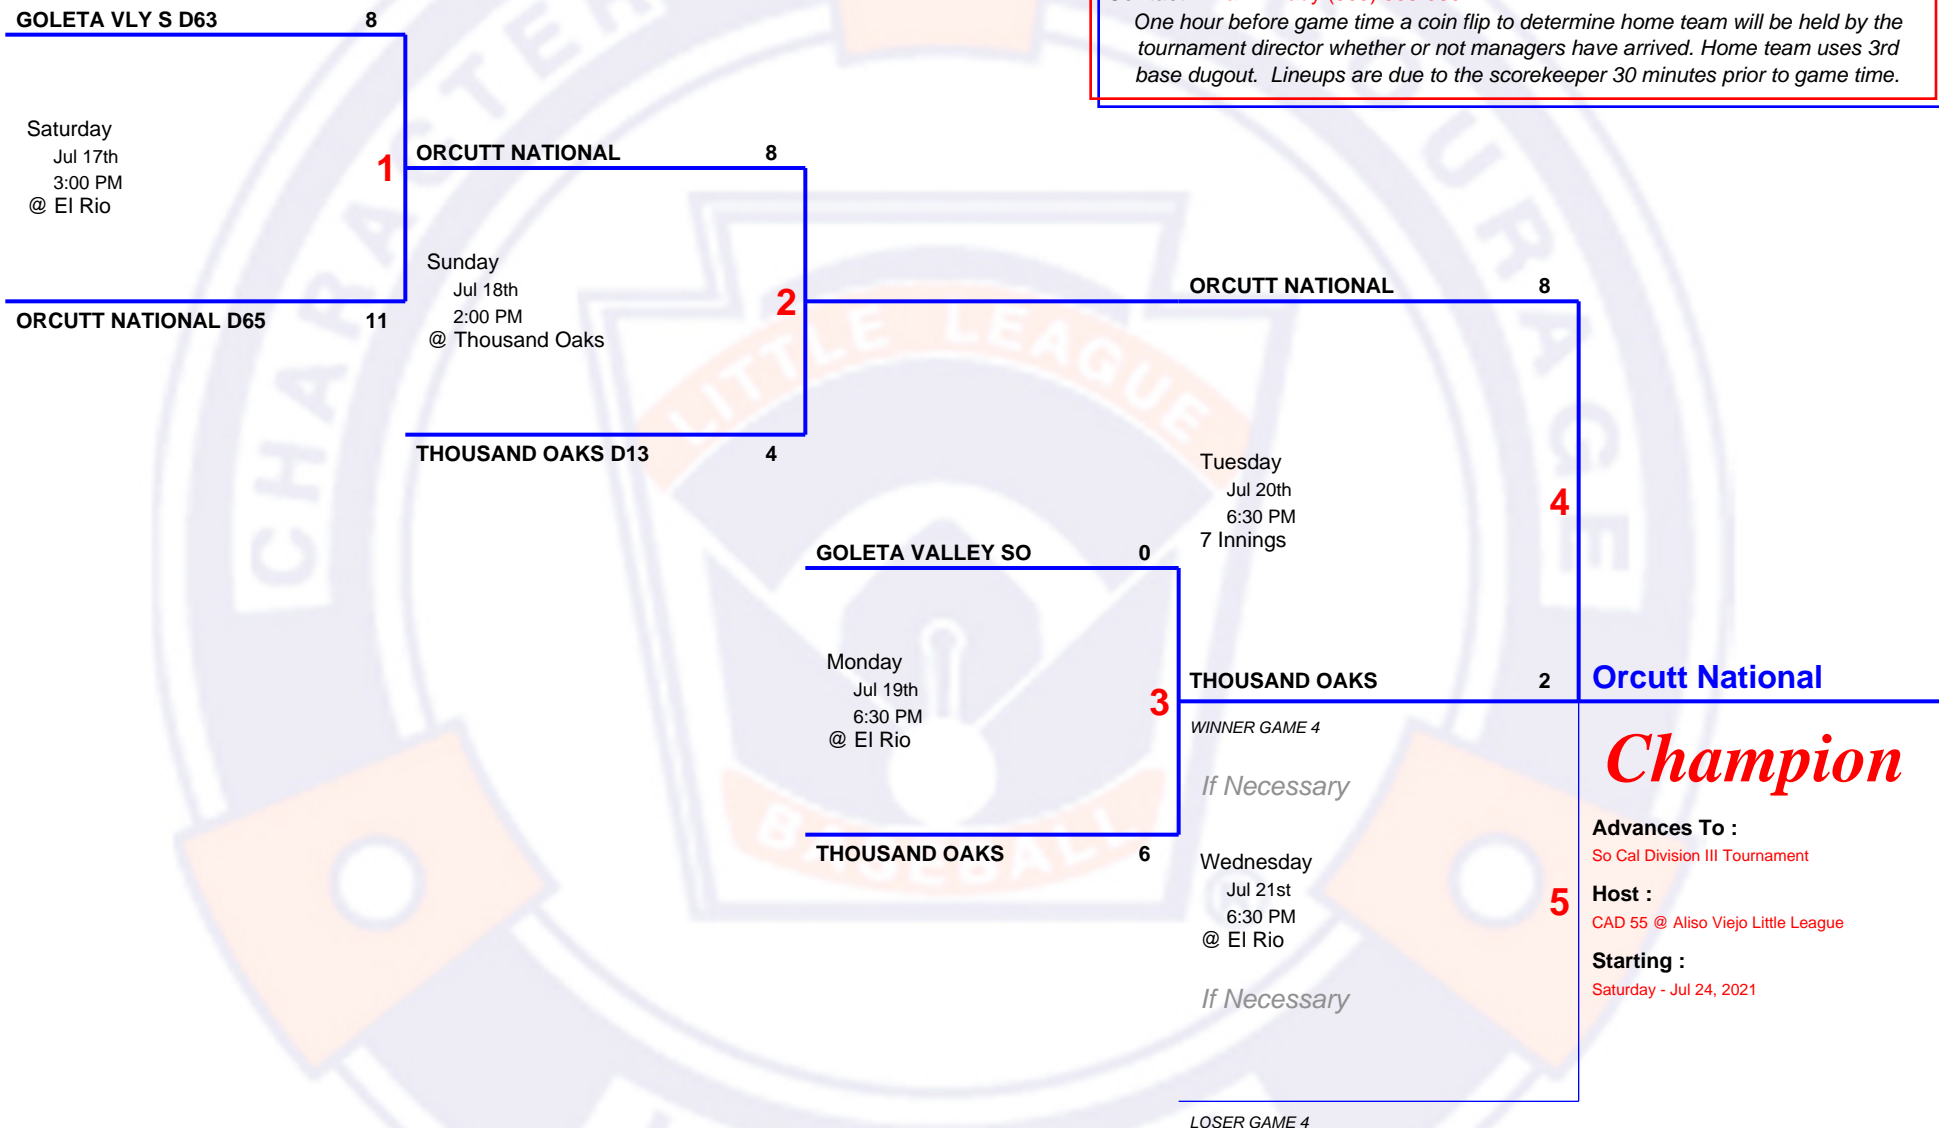 GOLETA VLY S D63 8
One hour before game time a coin flip to determine home team will be held by the
tournament director whether or not managers have arrived. Home team uses 3rd
base dugout. Lineups are due to the scorekeeper 30 minutes prior to game time.
Saturday
Jul 17th
3:00 PM
@ El Rio
1
ORCUTT NATIONAL D65 11
ORCUTT NATIONAL 8
Sunday
Jul 18th
2:00 PM
@ Thousand Oaks
2
THOUSAND OAKS D13 4
ORCUTT NATIONAL 8
Tuesday
Jul 20th
6:30 PM
7 Innings
4
GOLETA VALLEY SO 0
Monday
Jul 19th
6:30 PM
@ El Rio
3
THOUSAND OAKS 6
THOUSAND OAKS 2
WINNER GAME 4
If Necessary
Wednesday
Jul 21st
6:30 PM
@ El Rio
5
If Necessary
LOSER GAME 4
Orcutt National
Champion
Advances To :
So Cal Division III Tournament
Host :
CAD 55 @ Aliso Viejo Little League
Starting :
Saturday - Jul 24, 2021
CHARACTER
COURAGE
LITTLE LEAGUE
BASEBALL
®